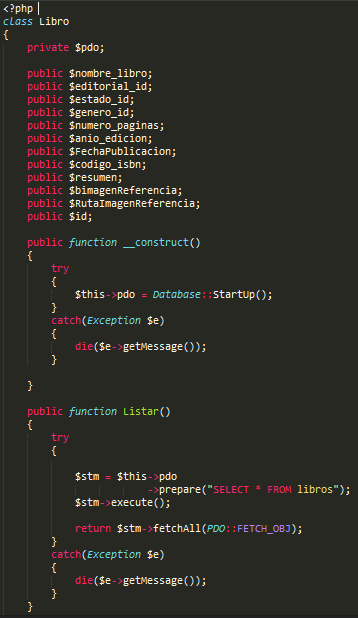 <?php
class Libro
{
    private $pdo;

    public $nombre_libro;
    public $editorial_id;
    public $estado_id;
    public $genero_id;
    public $numero_paginas;
    public $anio_edicion;
    public $FechaPublicacion;
    public $codigo_isbn;
    public $resumen;
    public $bimagenReferencia;
    public $RutaImagenReferencia;
    public $id;

    public function __construct()
    {
        try
        {
            $this->pdo = Database::StartUp();
        }
        catch(Exception $e)
        {
            die($e->getMessage());
        }

    }

    public function Listar()
    {
        try
        {

            $stm = $this->pdo
                        ->prepare("SELECT * FROM libros");
            $stm->execute();

            return $stm->fetchAll(PDO::FETCH_OBJ);
        }
        catch(Exception $e)
        {
            die($e->getMessage());
        }
    }